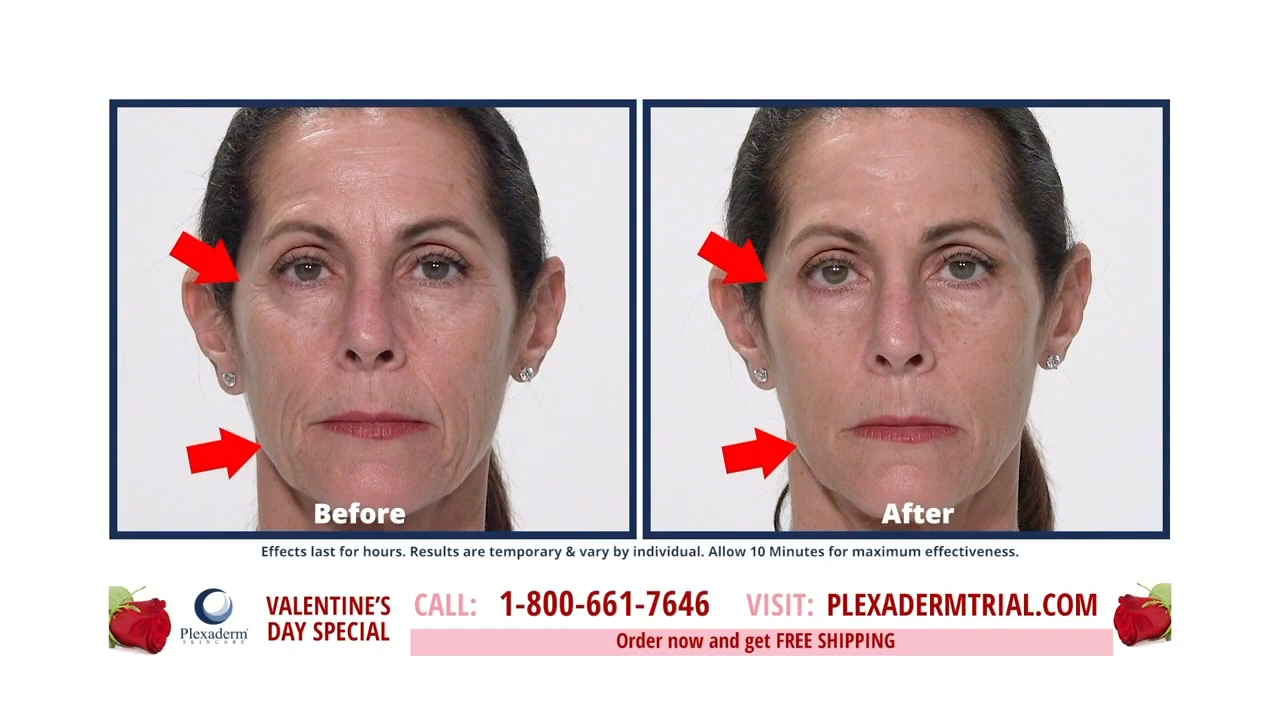 Before
After
Effects last for hours. Results are temporary & vary by individual. Allow 10 Minutes for maximum effectiveness.
Plexaderm
SKINCARE
VALENTINE'S
DAY SPECIAL
CALL: 1-800-661-7646 VISIT: PLEXADERMTRIAL.COM
Order now and get FREE SHIPPING